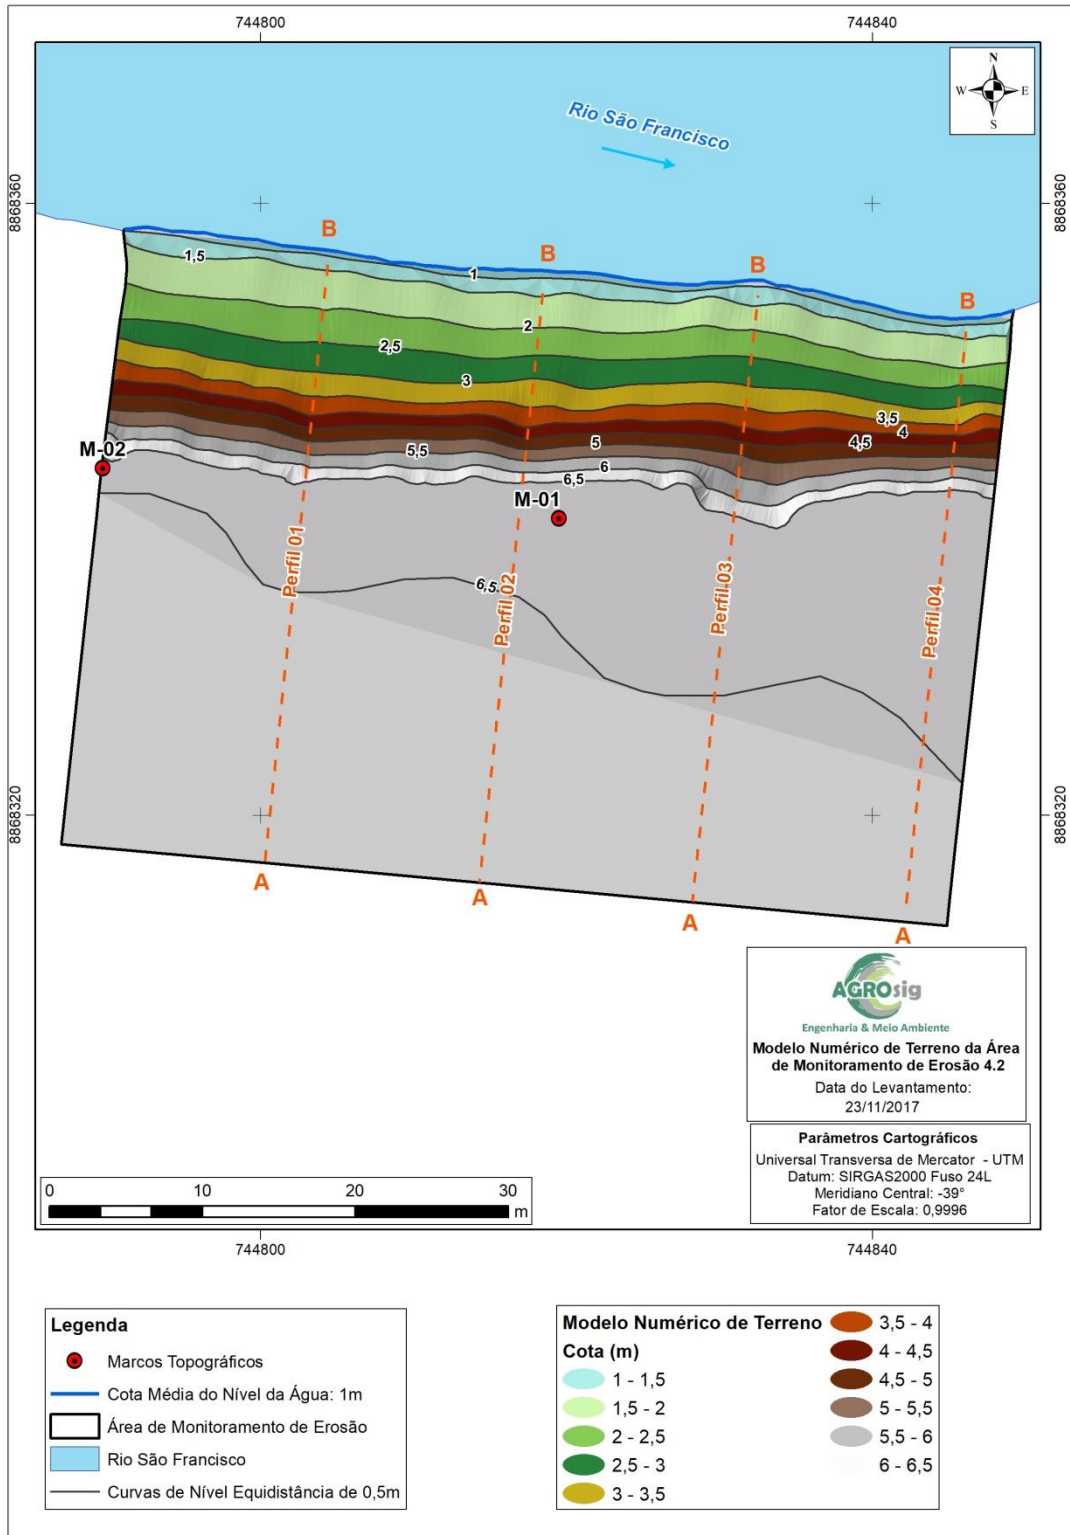 744800
744840
N
W
E
S
Rio São Francisco
8868360
8868360
B
B
B
B
1,5
1
2
2,5
3
3,5
4
4,5
5
5,5
6
6,5
M-02
M-01
6,5
Perfil 01
Perfil 02
Perfil 03
Perfil 04
8868320
8868320
A
A
A
A
AGROsig
Engenharia & Meio Ambiente
Modelo Numérico de Terreno da Área
de Monitoramento de Erosão 4.2
Data do Levantamento:
23/11/2017
Parâmetros Cartográficos
Universal Transversa de Mercator - UTM
Datum: SIRGAS2000 Fuso 24L
Meridiano Central: -39°
Fator de Escala: 0,9996
0 10 20 30
m
744800
744840
Legenda
Marcos Topográficos
Cota Média do Nível da Água: 1m
Área de Monitoramento de Erosão
Rio São Francisco
Curvas de Nível Equidistância de 0,5m
Modelo Numérico de Terreno
Cota (m)
1 - 1,5
1,5 - 2
2 - 2,5
2,5 - 3
3 - 3,5
3,5 - 4
4 - 4,5
4,5 - 5
5 - 5,5
5,5 - 6
6 - 6,5